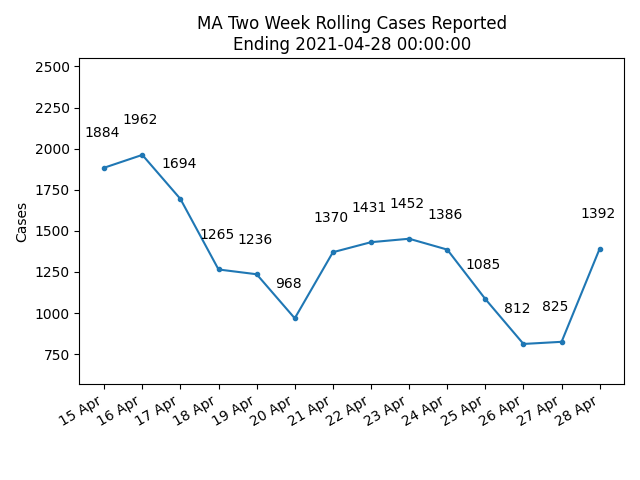 MA Two Week Rolling Cases Reported
Ending 2021-04-28 00:00:00
Cases
2500
2250
2000
1750
1500
1250
1000
750
1884
1962
1694
1265
1236
968
1370
1431
1452
1386
1085
812
825
1392
15 Apr
16 Apr
17 Apr
18 Apr
19 Apr
20 Apr
21 Apr
22 Apr
23 Apr
24 Apr
25 Apr
26 Apr
27 Apr
28 Apr